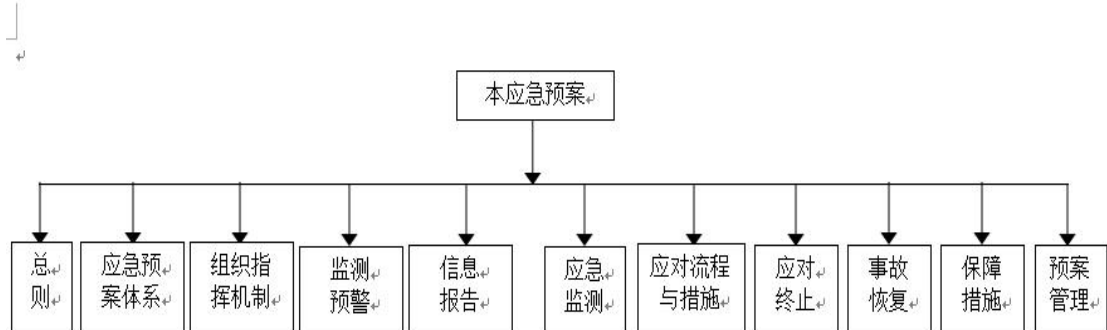 本应急预案
总
则
应急预
案体系
组织指
挥机制
监测
预警
信息
报告
应急
监测
应对流程
与措施
应对
终止
事故
恢复
保障
措施
预案
管理